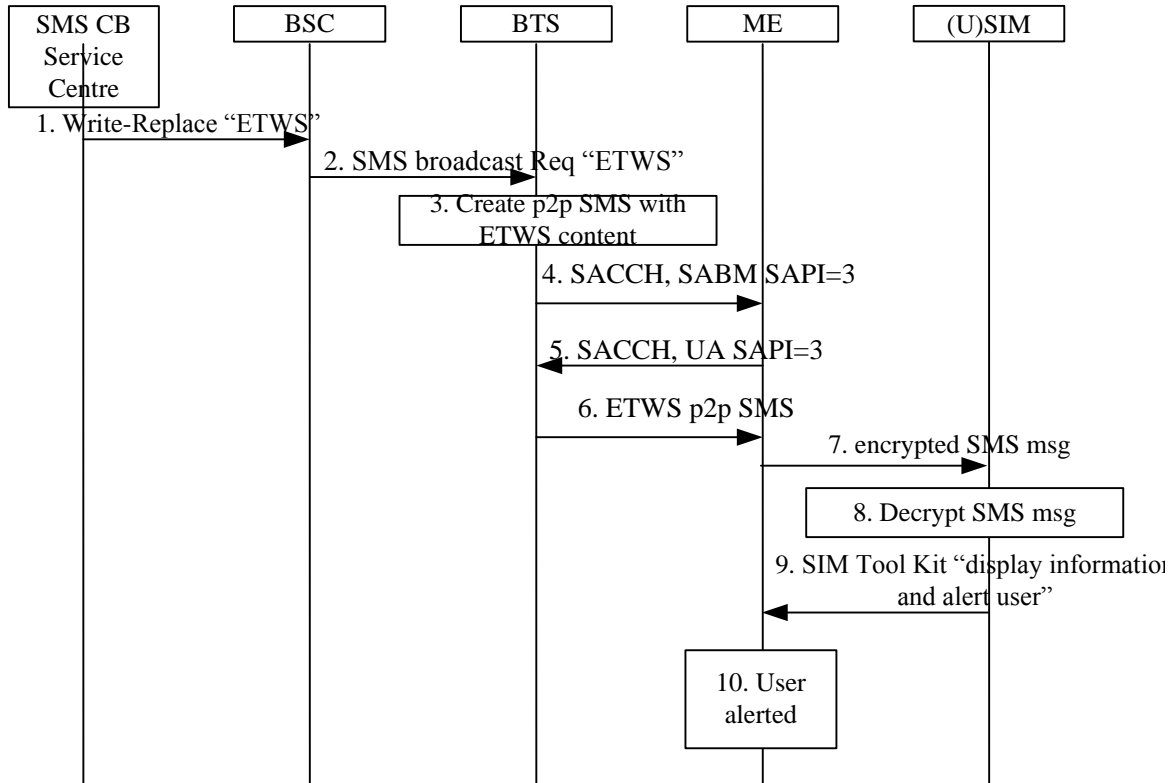 SMS CB
Service
Centre
BSC
BTS
ME
(U)SIM
1. Write-Replace “ETWS”
2. SMS broadcast Req “ETWS”
3. Create p2p SMS with
ETWS content
4. SACCH, SABM SAPI=3
5. SACCH, UA SAPI=3
6. ETWS p2p SMS
7. encrypted SMS msg
8. Decrypt SMS msg
9. SIM Tool Kit “display information
and alert user”
10. User
alerted